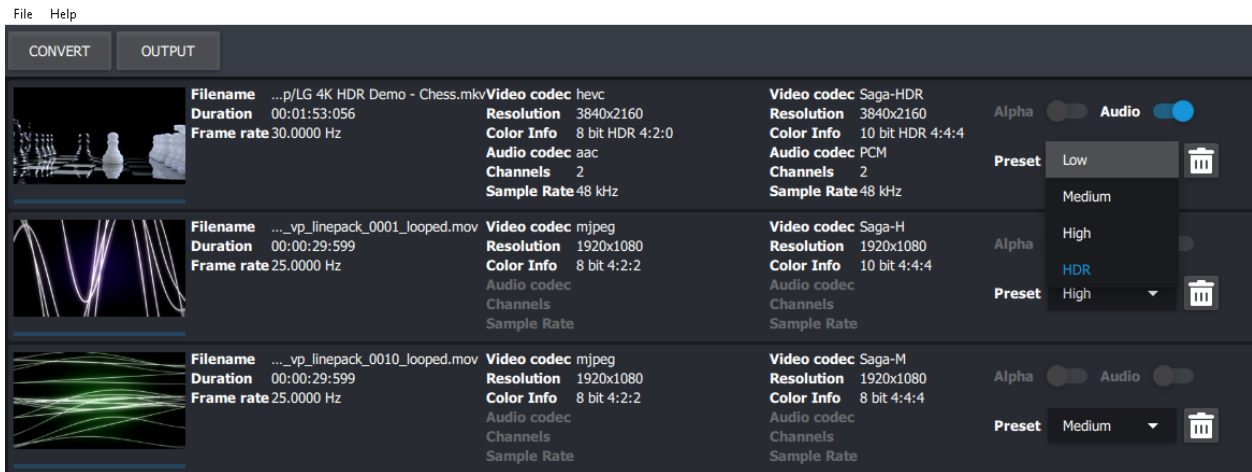 File Help
CONVERT OUTPUT
Filename ...p/LG 4K HDR Demo - Chess.mkv Video codec hevc Video codec Saga-HDR
Duration 00:01:53:056 Resolution 3840x2160 Resolution 3840x2160 Alpha Audio
Frame rate 30.0000 Hz Color Info 8 bit HDR 4:2:0 Color Info 10 bit HDR 4:4:4
Audio codec aac Audio codec PCM
Channels 2 Channels 2 Preset Low
Sample Rate 48 kHz Sample Rate 48 kHz
Medium
Filename ..._vp_linepack_0001_looped.mov Video codec mjpeg Video codec Saga-H
High
Duration 00:00:29:599 Resolution 1920x1080 Resolution 1920x1080 Alpha
Frame rate 25.0000 Hz Color Info 8 bit 4:2:2 Color Info 10 bit 4:4:4
HDR
Audio codec Audio codec
Channels Channels Preset High
Sample Rate Sample Rate
Filename ..._vp_linepack_0010_looped.mov Video codec mjpeg Video codec Saga-M
Duration 00:00:29:599 Resolution 1920x1080 Resolution 1920x1080 Alpha Audio
Frame rate 25.0000 Hz Color Info 8 bit 4:2:2 Color Info 8 bit 4:4:4
Audio codec Audio codec
Channels Channels Preset Medium
Sample Rate Sample Rate